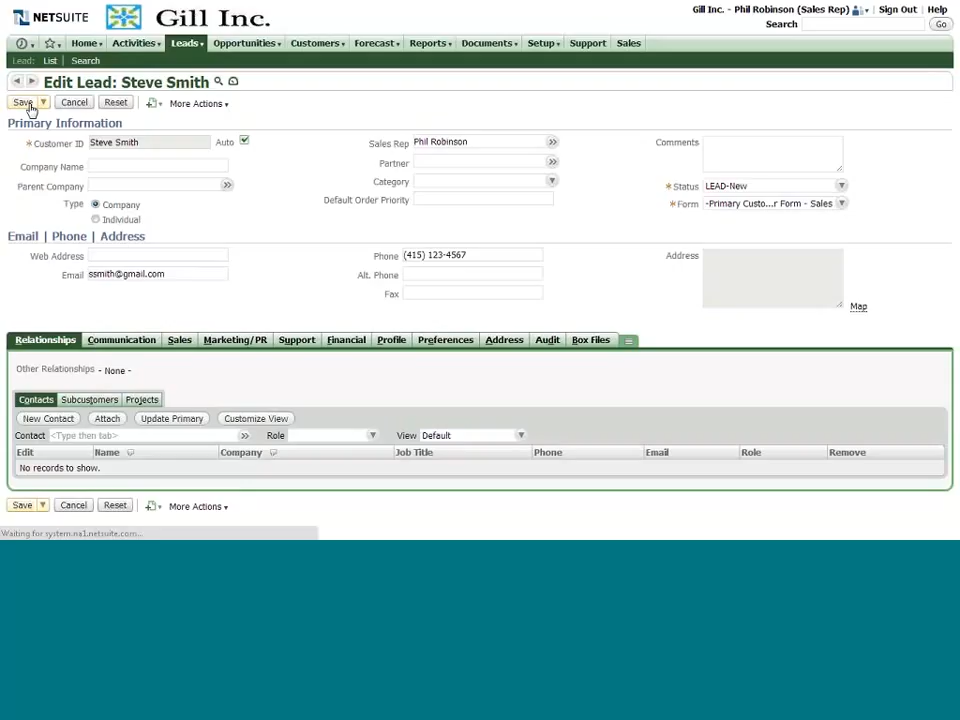 NETSUITE Gill Inc. Gill Inc. - Phil Robinson (Sales Rep) Sign Out Help
Search Go
Home Activities Leads Opportunities Customers Forecast Reports Documents Setup Support Sales
Lead: List Search
Edit Lead: Steve Smith
Save Cancel Reset More Actions
Primary Information
*Customer ID Steve Smith Auto Sales Rep Phil Robinson Comments
Company Name Partner
Parent Company Category *Status LEAD-New
Type Company Default Order Priority *Form -Primary Custo...r Form - Sales
Individual
Email | Phone | Address
Web Address Phone (415) 123-4567 Address
Email ssmith@gmail.com Alt. Phone
Fax
Map
Relationships Communication Sales Marketing/PR Support Financial Profile Preferences Address Audit Box Files
Other Relationships - None -
Contacts Subcustomers Projects
New Contact Attach Update Primary Customize View
Contact <Type then tab> Role View Default
Edit Name Company Job Title Phone Email Role Remove
No records to show.
Save Cancel Reset More Actions
Waiting for system.na1.netsuite.com...